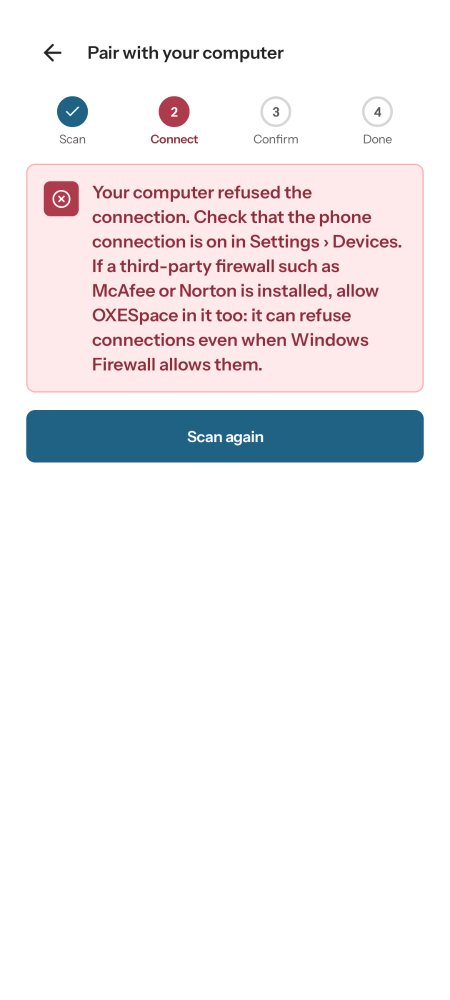 Pair with your computer
2
3
4
Scan
Connect
Confirm
Done
Your computer refused the
connection. Check that the phone
connection is on in Settings › Devices.
If a third-party firewall such as
McAfee or Norton is installed, allow
OXESpace in it too: it can refuse
connections even when Windows
Firewall allows them.
Scan again